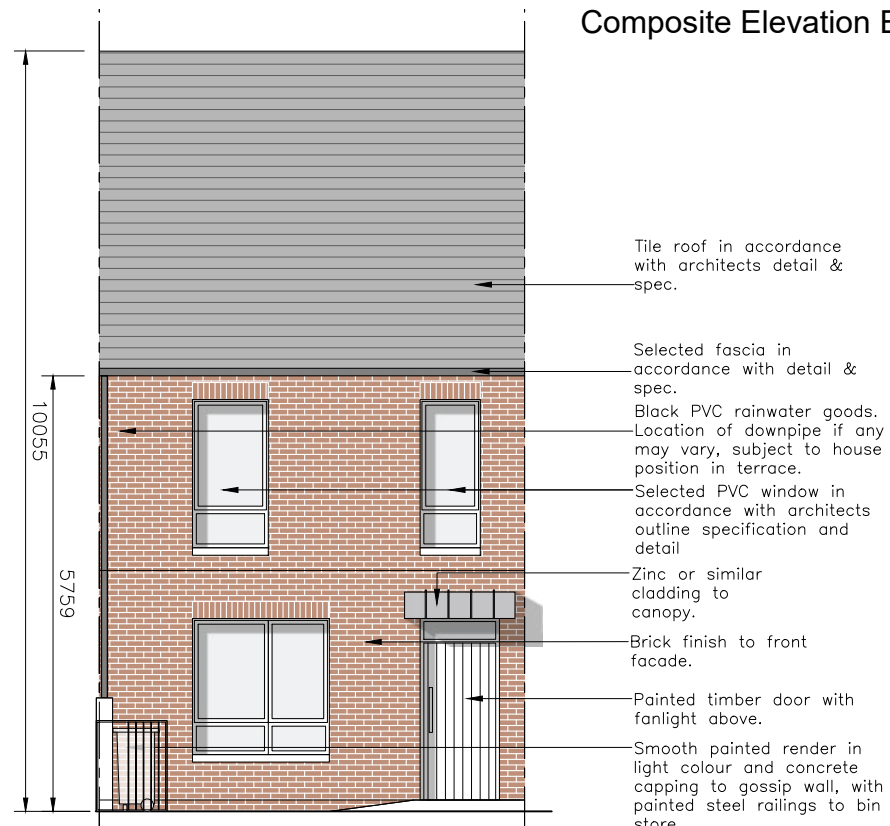 Composite Elevation
Tile roof in accordance
with architects detail &
spec.
Selected fascia in
accordance with detail &
spec.
Black PVC rainwater goods.
Location of downpipe if any
may vary, subject to house
position in terrace.
Selected PVC window in
accordance with architects
outline specification and
detail
Zinc or similar
cladding to
canopy.
Brick finish to front
facade.
Painted timber door with
fanlight above.
Smooth painted render in
light colour and concrete
capping to gossip wall, with
painted steel railings to bin
store
10055
5759